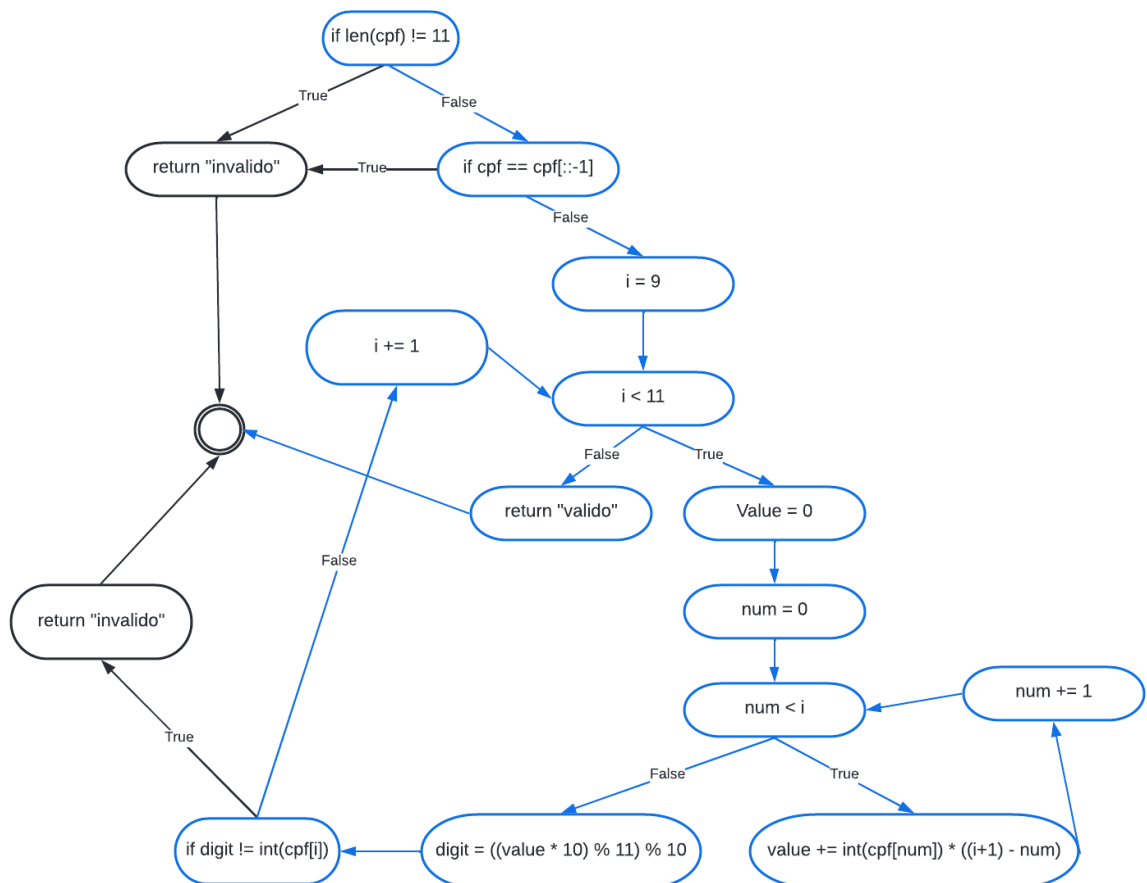 if len(cpf) != 11
True
False
return "invalido"
True
if cpf == cpf[::-1]
False
i = 9
i += 1
i < 11
False
True
return "valido"
Value = 0
False
return "invalido"
num = 0
num < i
num += 1
True
False
True
if digit != int(cpf[i])
digit = ((value * 10) % 11) % 10
value += int(cpf[num]) * ((i+1) - num)